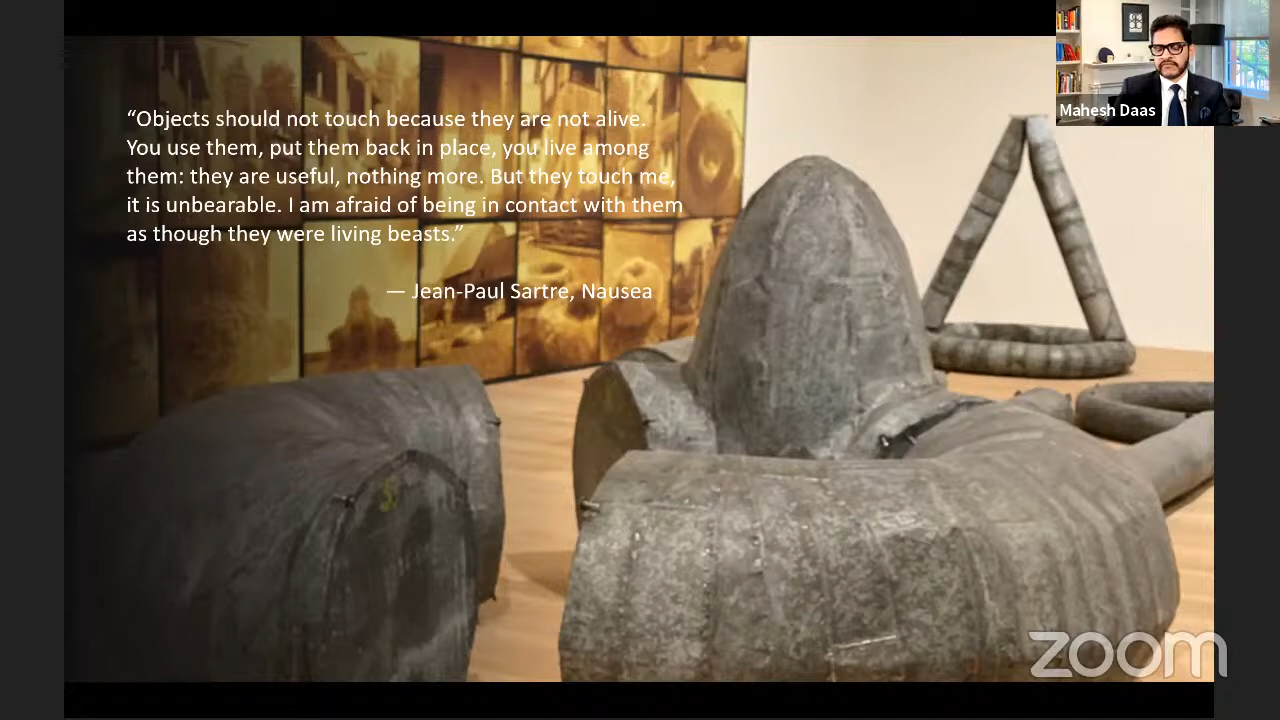 “Objects should not touch because they are not alive.
You use them, put them back in place, you live among
them: they are useful, nothing more. But they touch me,
it is unbearable. I am afraid of being in contact with them
as though they were living beasts.”
— Jean-Paul Sartre, Nausea
Mahesh Daas
zoom